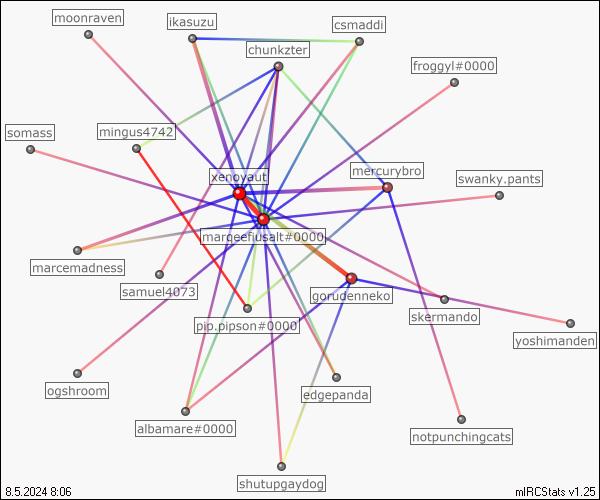 moonraven
ikasuzu
csmaddi
chunkzter
froggyl#0000
somass
mingus4742
xenoyaut
mercurybro
swanky.pants
margeefiusalt#0000
marcemadness
samuel4073
gorudenneko
skermando
pip.pipson#0000
yoshimanden
ogshroom
edgepanda
albamare#0000
notpunchingcats
shutupgaydog
8.5.2024 8:06
mIRCStats v1.25